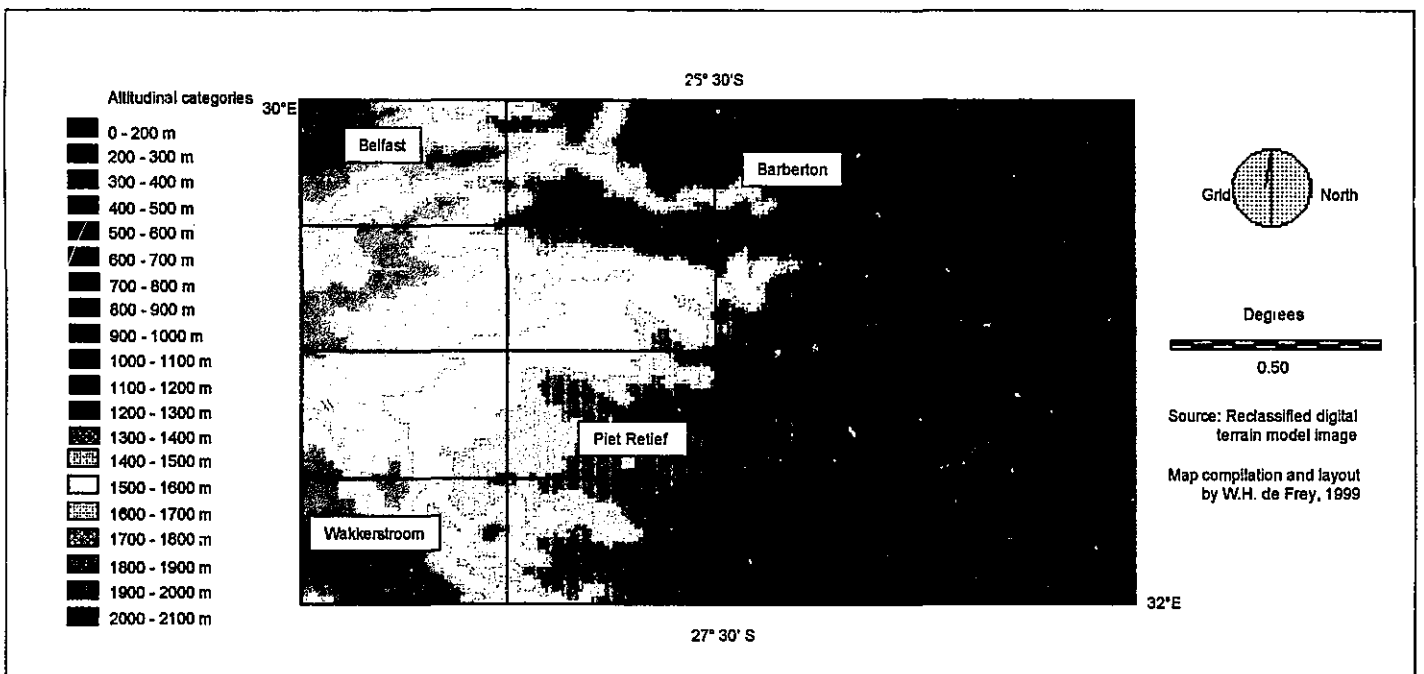 Altitudinal categories
0 - 200 m
200 - 300 m
300 - 400 m
400 - 500 m
500 - 600 m
600 - 700 m
700 - 800 m
800 - 900 m
900 - 1000 m
1000 - 1100 m
1100 - 1200 m
1200 - 1300 m
1300 - 1400 m
1400 - 1500 m
1500 - 1600 m
1600 - 1700 m
1700 - 1800 m
1800 - 1900 m
1900 - 2000 m
2000 - 2100 m
25° 30'S
30°E
Belfast
Barberton
Piet Retief
Wakkerstroom
32°E
27° 30' S
Grid North
Degrees
0.50
Source: Reclassified digital
terrain model image
Map compilation and layout
by W.H. de Frey, 1999